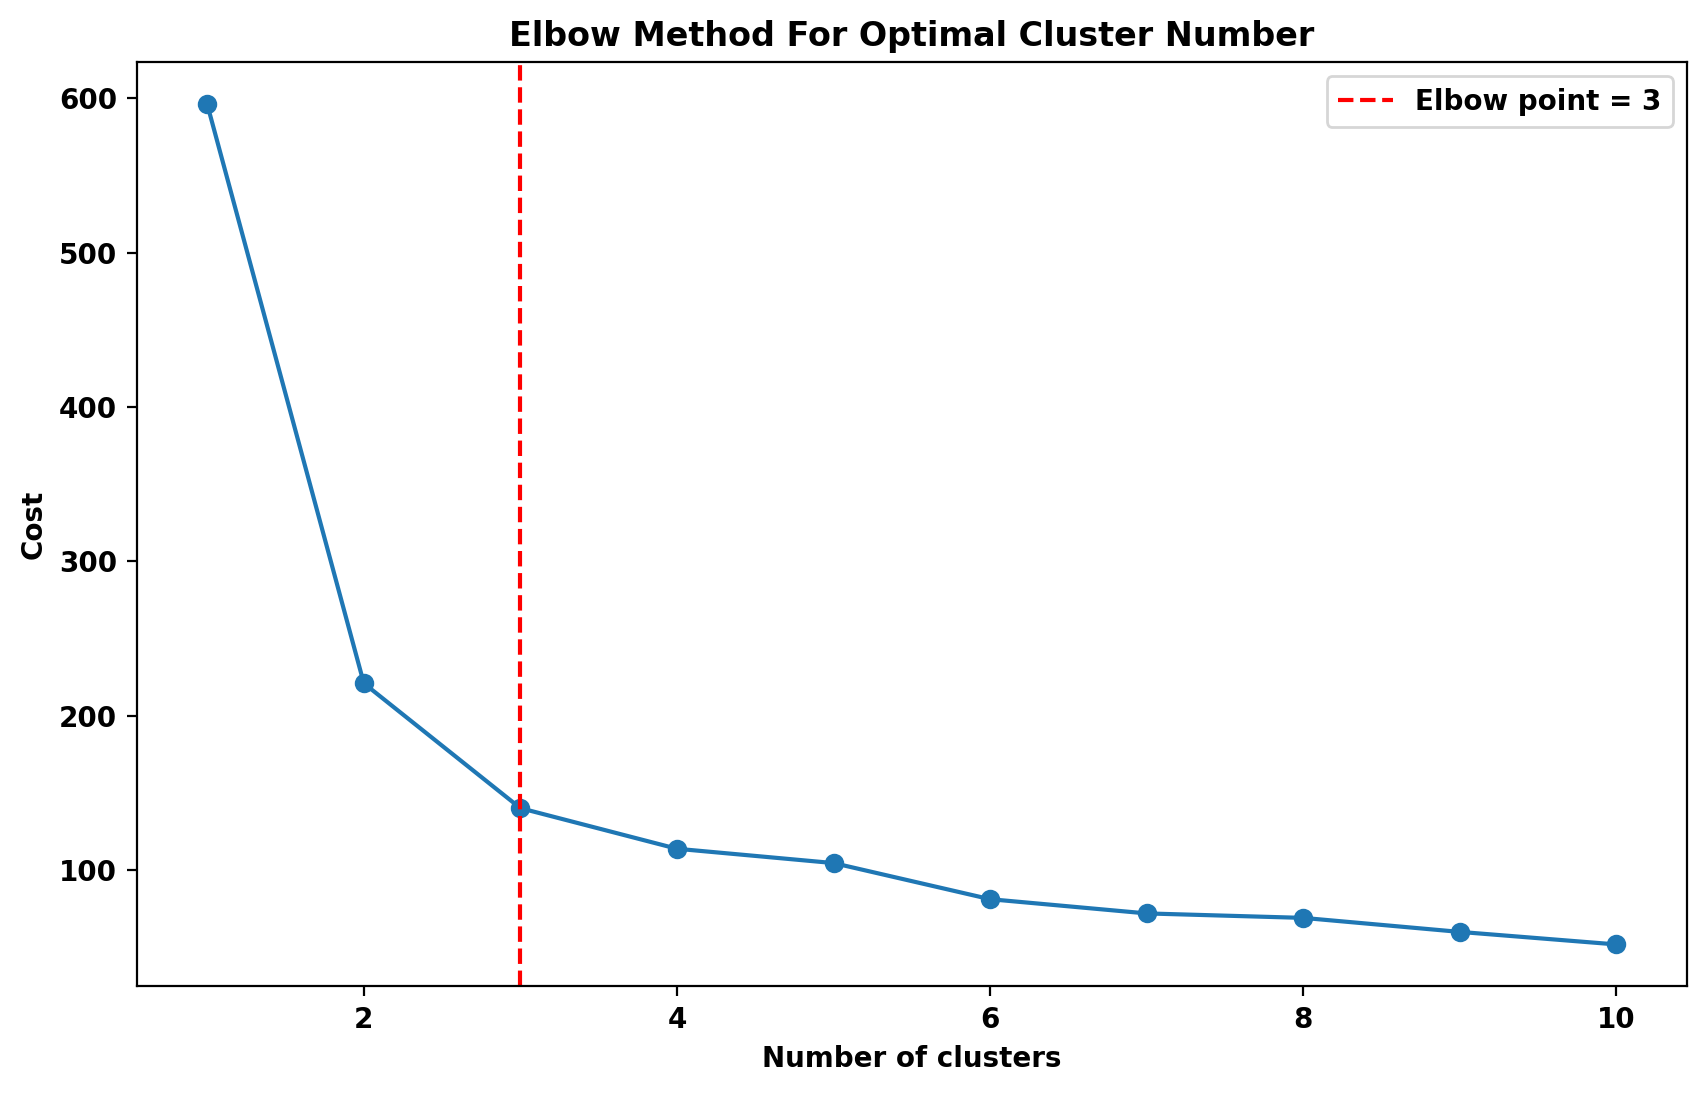 Elbow Method For Optimal Cluster Number
Elbow point = 3
600
500
400
300
200
100
Cost
2 4 6 8 10
Number of clusters